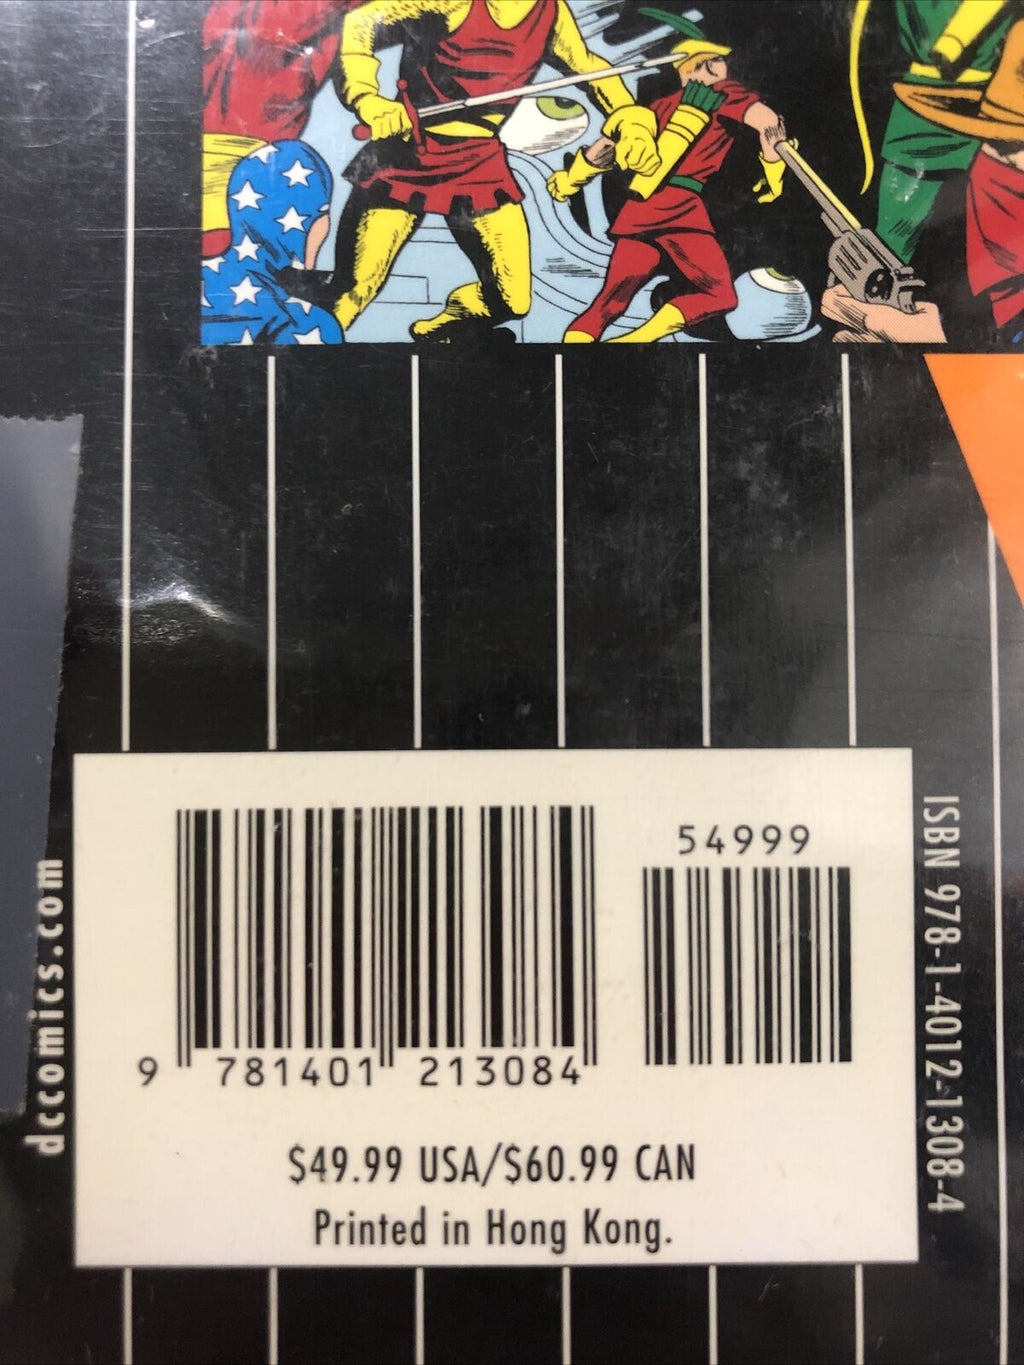 54999
9 781401 213084
$49.99 USA/$60.99 CAN
Printed in Hong Kong.
dccomics.com
ISBN 978-1-4012-1308-4